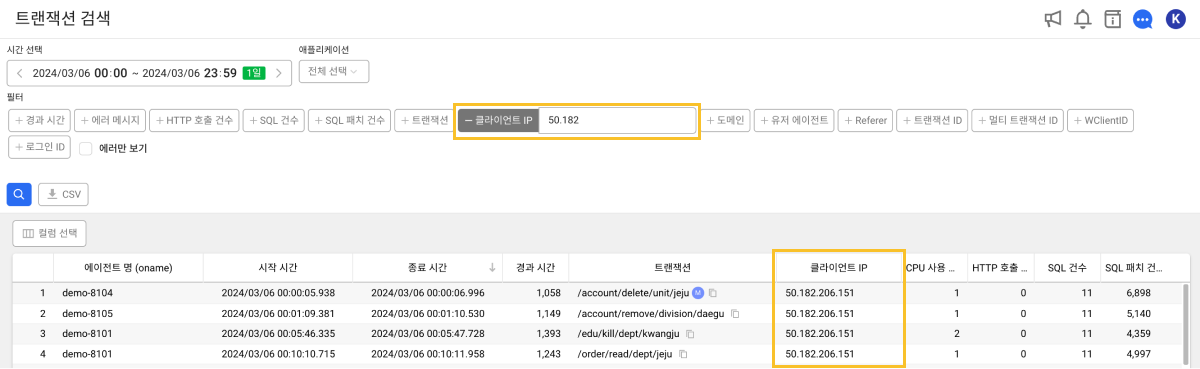 트랜잭션 검색
K
시간 선택
애플리케이션
2024/03/06 00:00 ~ 2024/03/06 23:59 1일
전체 선택
필터
+ 경과 시간 + 에러 메시지 + HTTP 호출 건수 + SQL 건수 + SQL 패치 건수 + 트랜잭션 − 클라이언트 IP 50.182 + 도메인 + 유저 에이전트 + Referer + 트랜잭션 ID + 멀티 트랜잭션 ID + WClientID
+ 로그인 ID 에러만 보기
CSV
컬럼 선택
에이전트 명 (oname) 시작 시간 종료 시간 ↓ 경과 시간 트랜잭션 클라이언트 IP CPU 사용 ... HTTP 호출 ... SQL 건수 SQL 패치 건...
1 demo-8104 2024/03/06 00:00:05.938 2024/03/06 00:00:06.996 1,058 /account/delete/unit/jeju M 50.182.206.151 1 0 11 6,898
2 demo-8105 2024/03/06 00:01:09.381 2024/03/06 00:01:10.530 1,149 /account/remove/division/daegu 50.182.206.151 1 0 11 5,140
3 demo-8101 2024/03/06 00:05:46.335 2024/03/06 00:05:47.728 1,393 /edu/kill/dept/kwangju 50.182.206.151 2 0 11 4,359
4 demo-8101 2024/03/06 00:10:10.715 2024/03/06 00:10:11.958 1,243 /order/read/dept/jeju 50.182.206.151 1 0 11 4,997